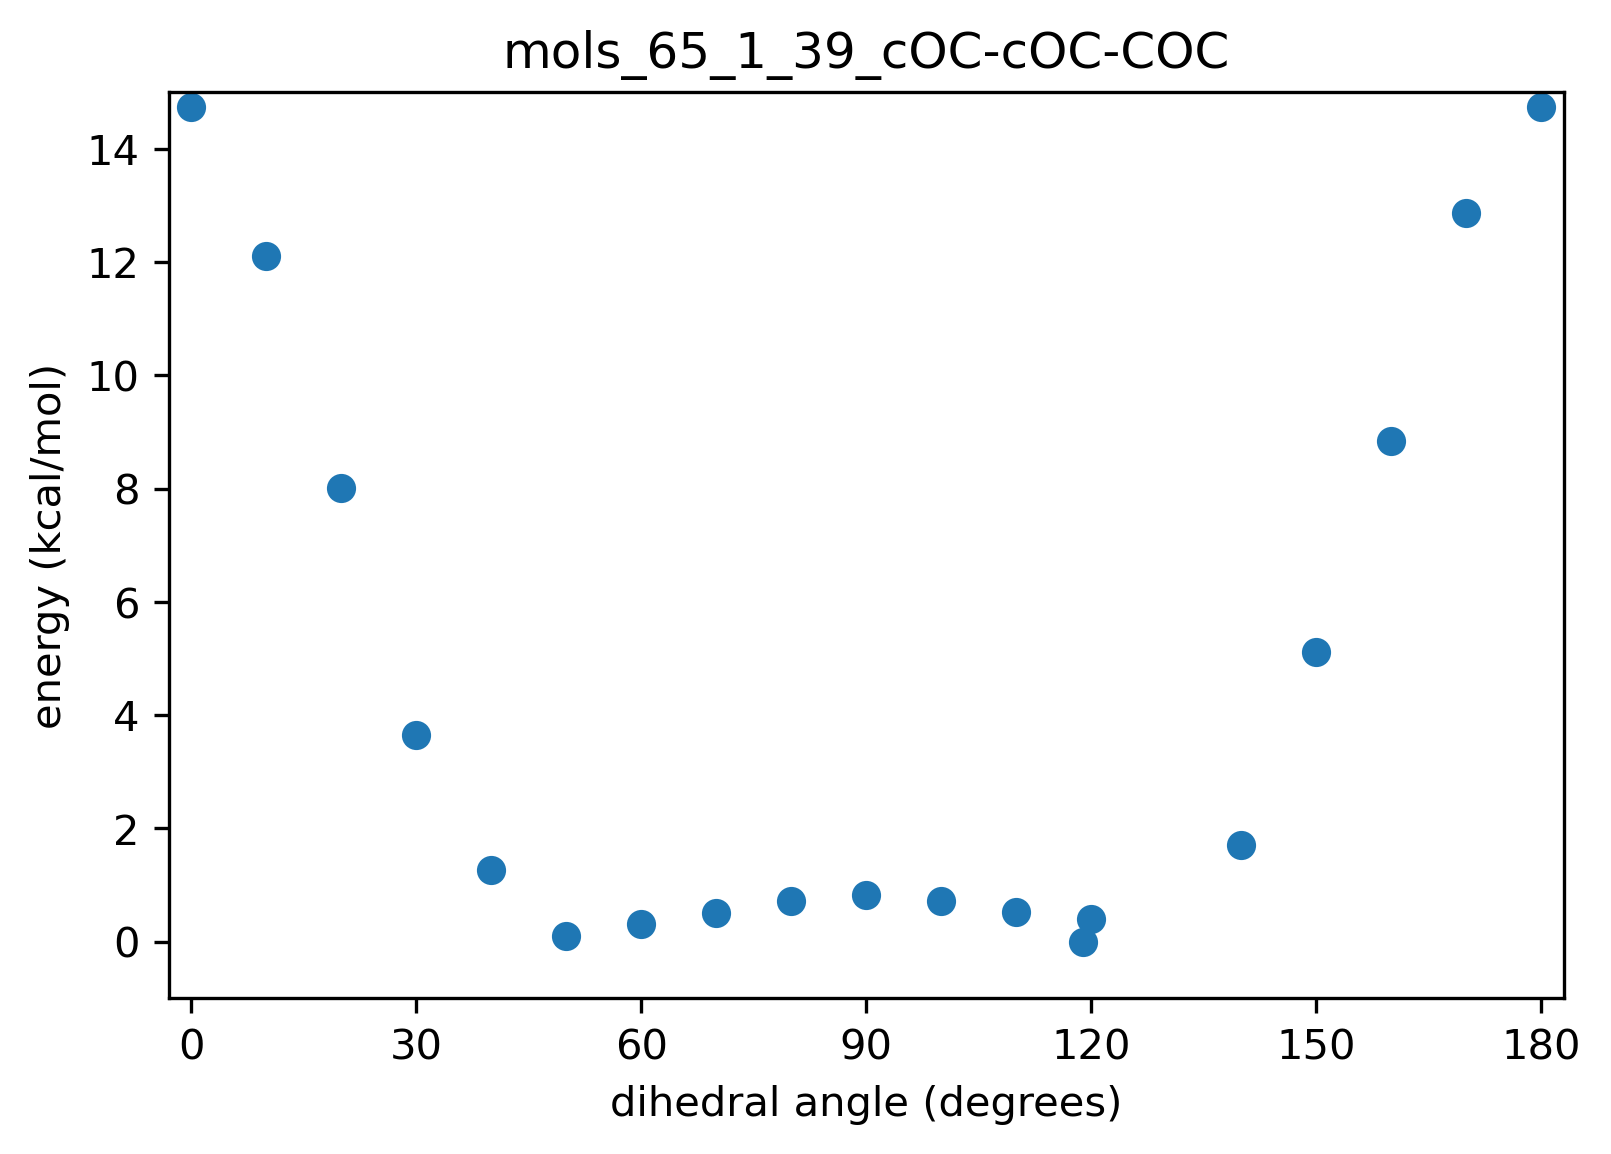 mols_65_1_39_cOC-cOC-COC
energy (kcal/mol)
14
12
10
8
6
4
2
0
0 30 60 90 120 150 180
dihedral angle (degrees)